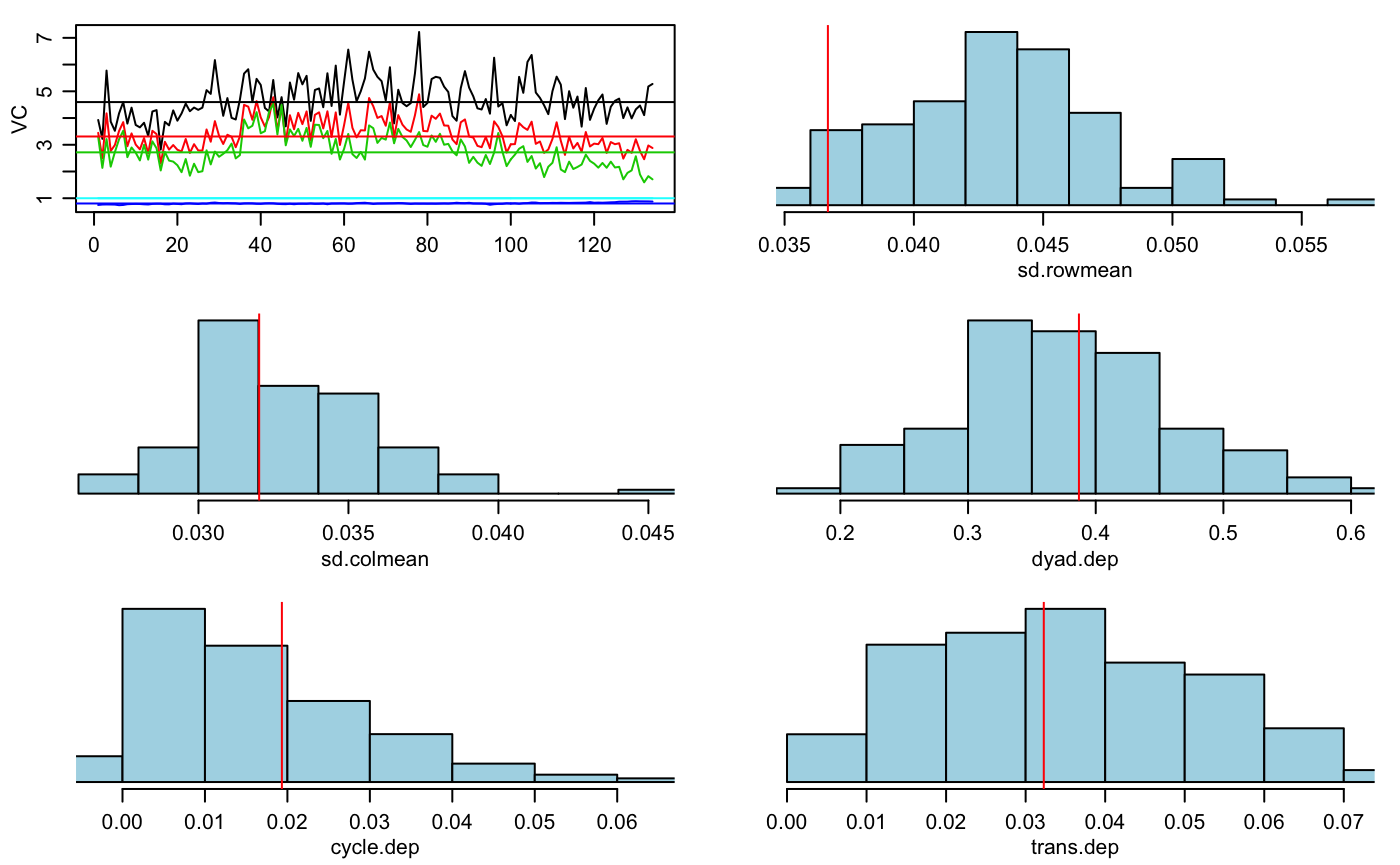 VC
7
5
3
1
0 20 40 60 80 100 120
0.035 0.040 0.045 0.050 0.055
sd.rowmean
0.030 0.035 0.040 0.045
sd.colmean
0.2 0.3 0.4 0.5 0.6
dyad.dep
0.00 0.01 0.02 0.03 0.04 0.05 0.06
cycle.dep
0.00 0.01 0.02 0.03 0.04 0.05 0.06 0.07
trans.dep